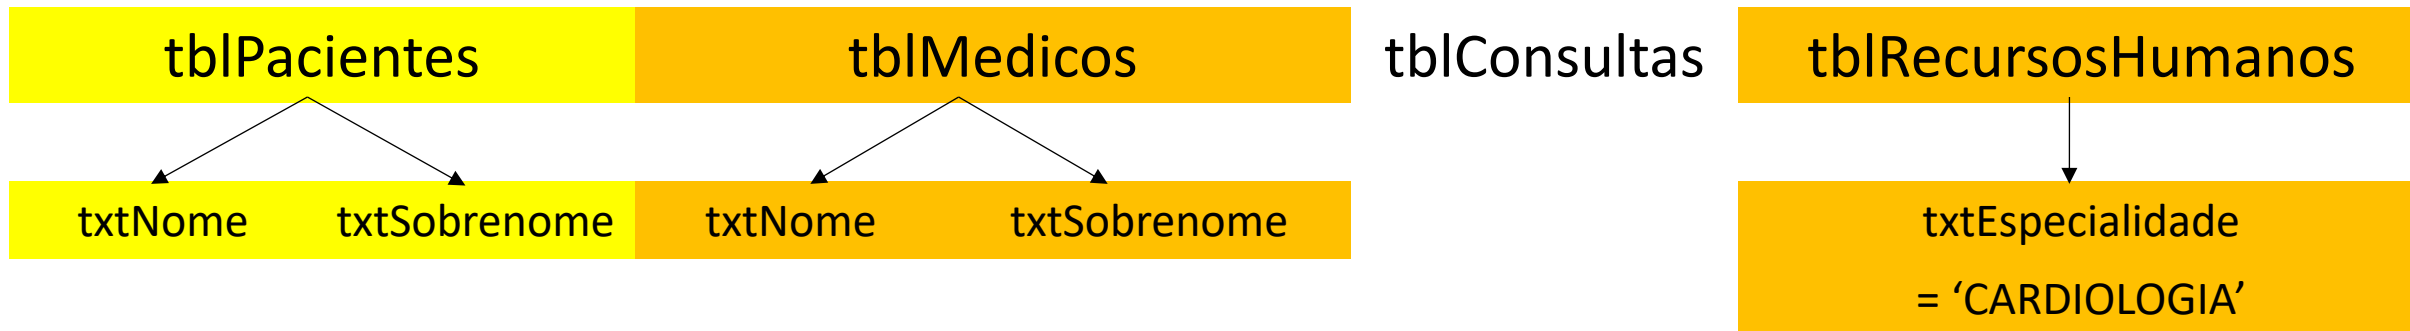 tblPacientes tblMedicos tblConsultas tblRecursosHumanos
txtNome txtSobrenome txtNome txtSobrenome txtEspecialidade
= ‘CARDIOLOGIA’